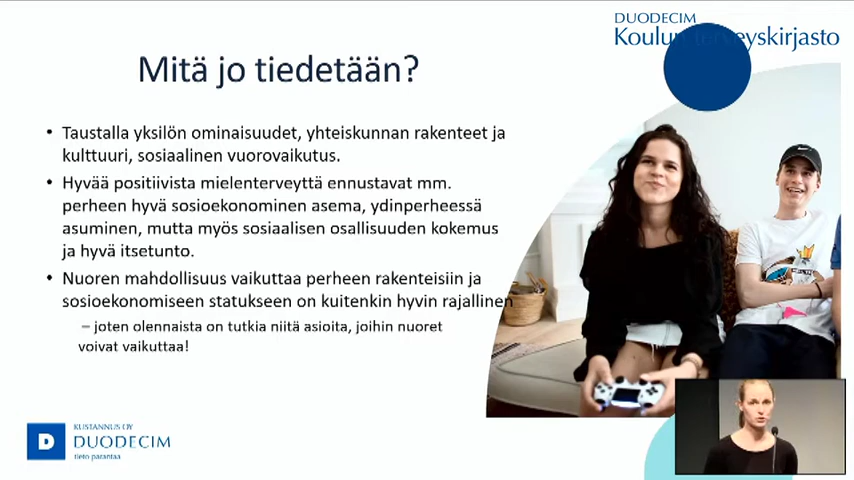 DUODECIM
Koulun terveyskirjasto
Mitä jo tiedetään?
• Taustalla yksilön ominaisuudet, yhteiskunnan rakenteet ja
kulttuuri, sosiaalinen vuorovaikutus.
• Hyvää positiivista mielenterveyttä ennustavat mm.
perheen hyvä sosioekonominen asema, ydinperheessä
asuminen, mutta myös sosiaalisen osallisuuden kokemus
ja hyvä itsetunto.
• Nuoren mahdollisuus vaikuttaa perheen rakenteisiin ja
sosioekonomiseen statukseen on kuitenkin hyvin rajallinen
– joten olennaista on tutkia niitä asioita, joihin nuoret
voivat vaikuttaa!
D
KUSTANNUS OY
DUODECIM
tieto parantaa